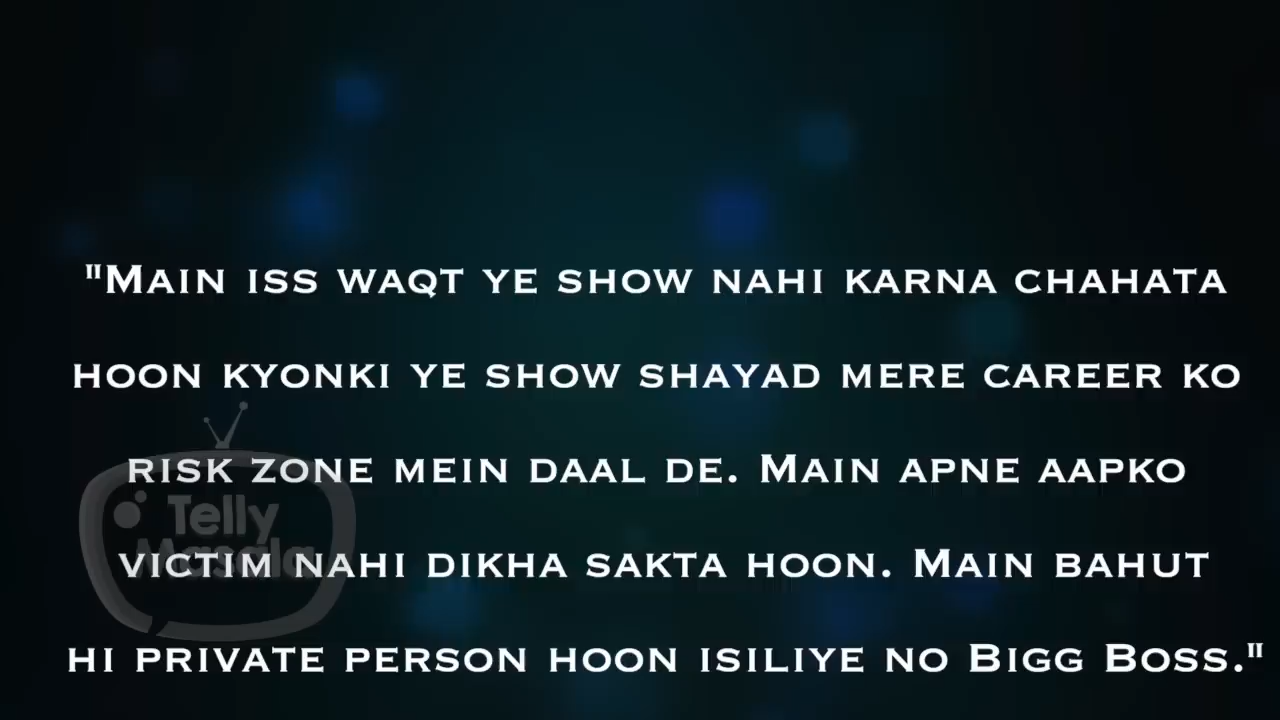 "Main iss waqt ye show nahi karna chahata
hoon kyonki ye show shayad mere career ko
risk zone mein daal de. Main apne aapko
Telly
Masala
victim nahi dikha sakta hoon. Main bahut
hi private person hoon isiliye no Bigg Boss."